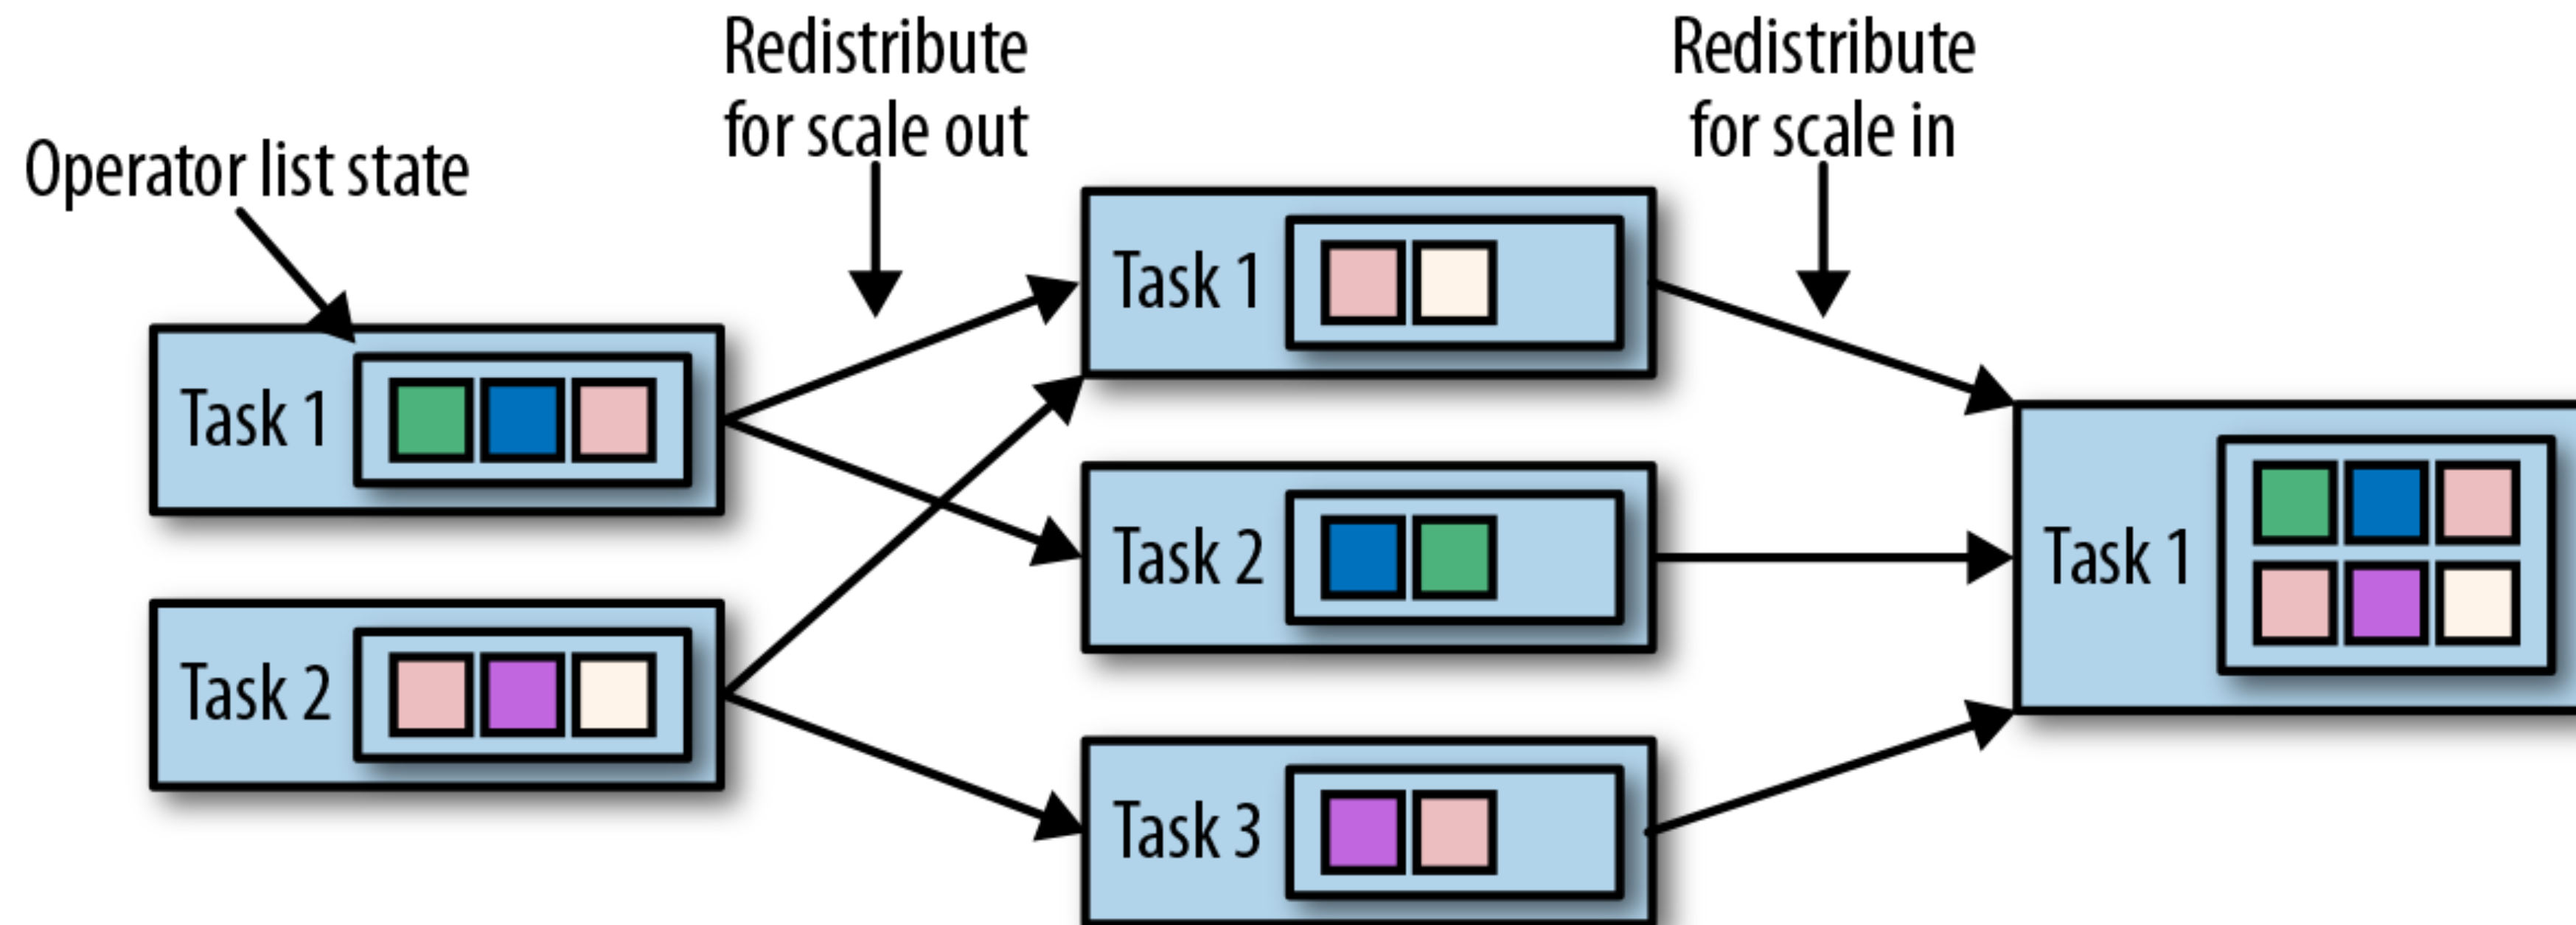 Redistribute
for scale out
Redistribute
for scale in
Operator list state
Task 1
Task 2
Task 1
Task 2
Task 3
Task 1